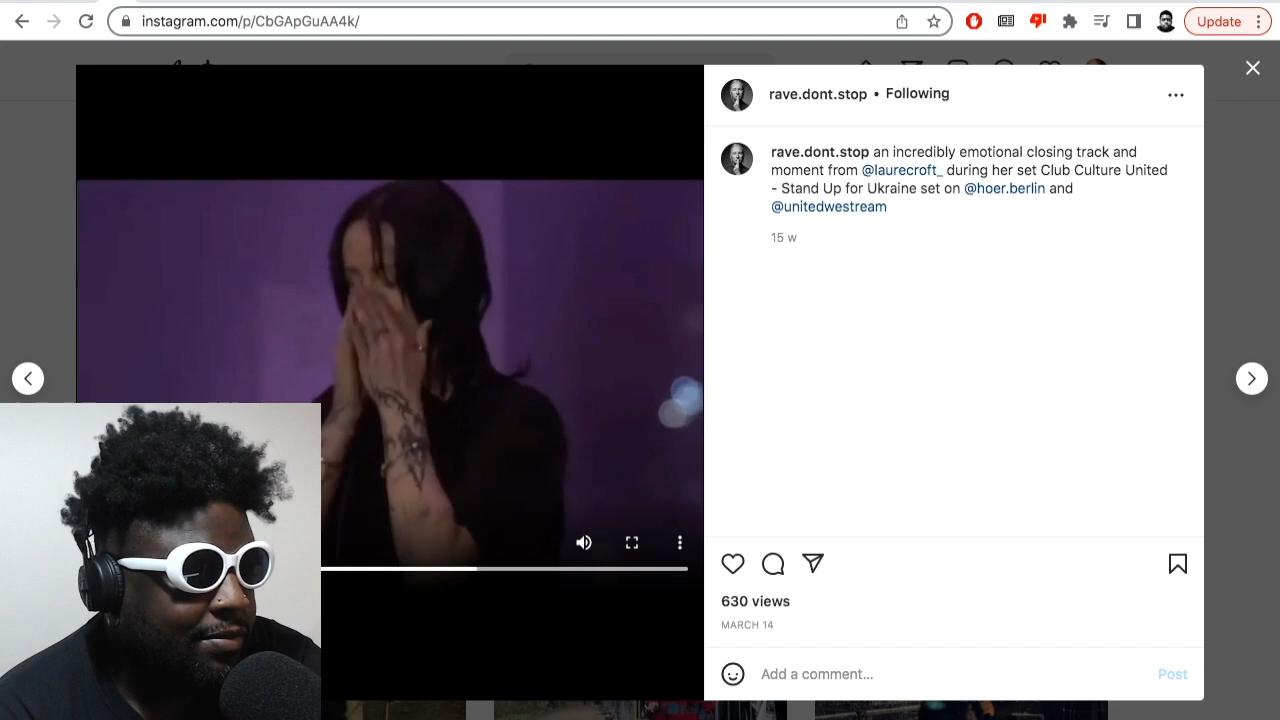 instagram.com/p/CbGApGuAA4k/
Update
rave.dont.stop • Following
rave.dont.stop an incredibly emotional closing track and
moment from @laurecroft_ during her set Club Culture United
- Stand Up for Ukraine set on @hoer.berlin and
@unitedwestream
15 w
630 views
MARCH 14
Add a comment...
Post